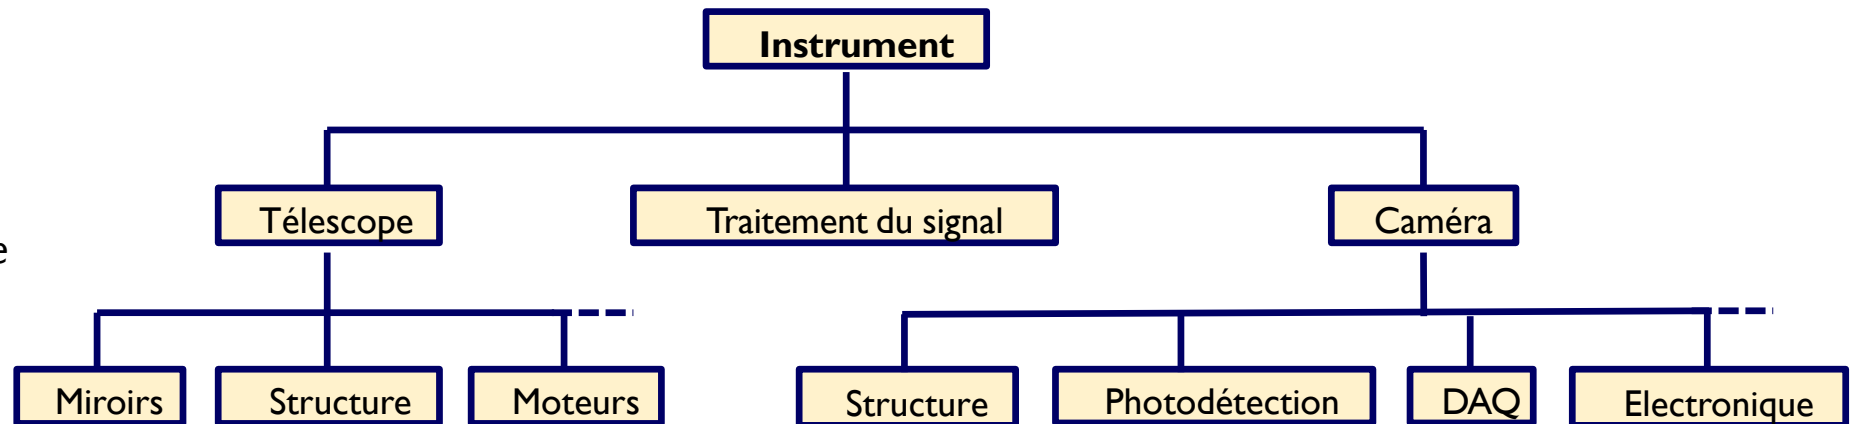 Instrument
Télescope
Traitement du signal
Caméra
e
Miroirs
Structure
Moteurs
Structure
Photodétection
DAQ
Electronique